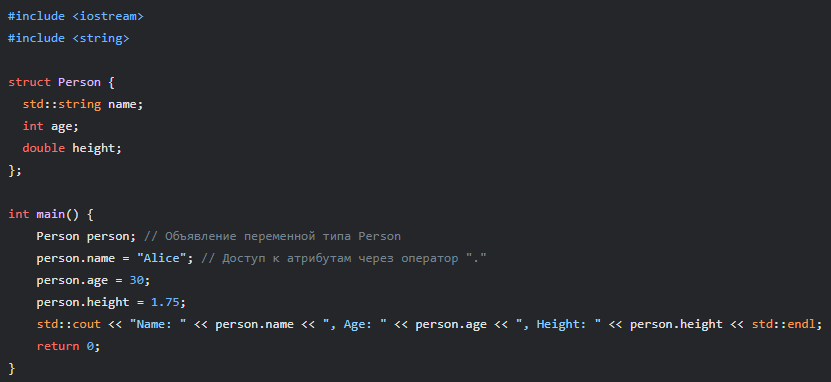 #include <iostream>
#include <string>

struct Person {
  std::string name;
  int age;
  double height;
};

int main() {
    Person person; // Объявление переменной типа Person
    person.name = "Alice"; // Доступ к атрибутам через оператор "."
    person.age = 30;
    person.height = 1.75;
    std::cout << "Name: " << person.name << ", Age: " << person.age << ", Height: " << person.height << std::endl;
    return 0;
}